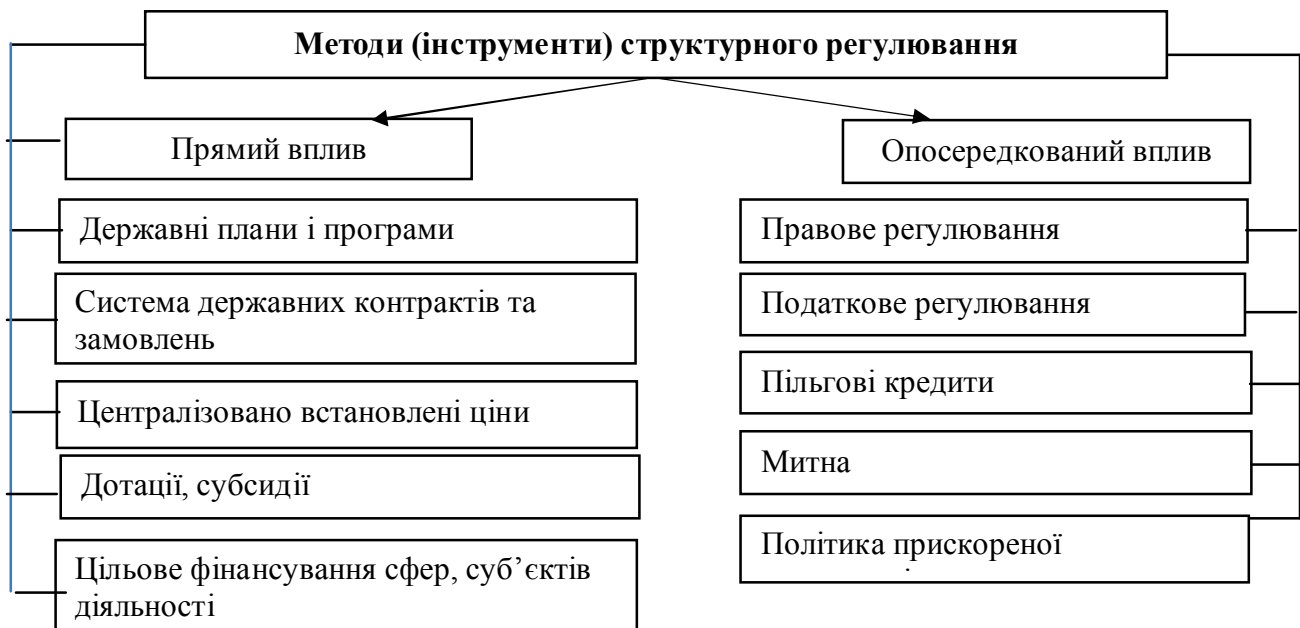 Методи (інструменти) структурного регулювання
Прямий вплив
Державні плани і програми
Система державних контрактів та
замовлень
Централізовано встановлені ціни
Дотації, субсидії
Цільове фінансування сфер, суб’єктів
діяльності
Опосередкований вплив
Правове регулювання
Податкове регулювання
Пільгові кредити
Митна
Політика прискореної